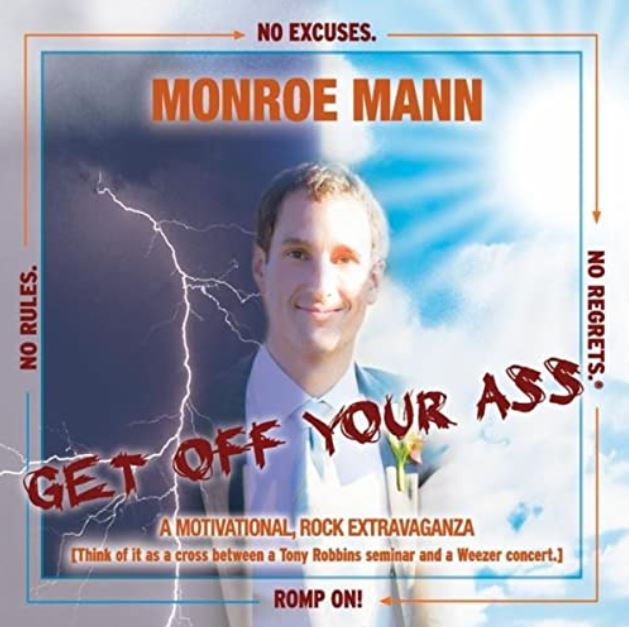 NO EXCUSES.
MONROE MANN
NO RULES.
NO REGRETS.®
GET OFF YOUR ASS
A MOTIVATIONAL, ROCK EXTRAVAGANZA
[Think of it as a cross between a Tony Robbins seminar and a Weezer concert.]
ROMP ON!